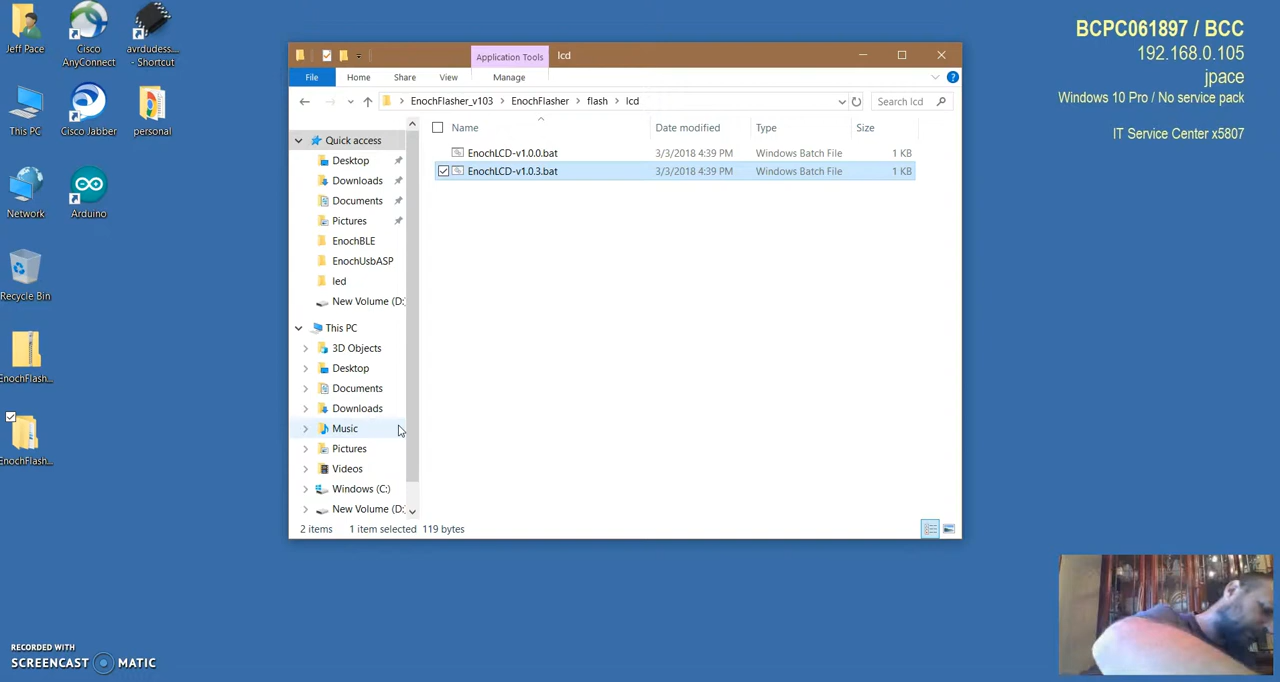 Jeff Pace
Cisco
AnyConnect
avrdudess...
- Shortcut
This PC
Cisco Jabber
personal
Network
Arduino
Recycle Bin
EnochFlash...
EnochFlash...
BCPC061897 / BCC
192.168.0.105
jpace
Windows 10 Pro / No service pack
IT Service Center x5807
Application Tools
lcd
File
Home
Share
View
Manage
EnochFlasher_v103 > EnochFlasher > flash > lcd
Search lcd
Name
Date modified
Type
Size
EnochLCD-v1.0.0.bat
3/3/2018 4:39 PM
Windows Batch File
1 KB
EnochLCD-v1.0.3.bat
3/3/2018 4:39 PM
Windows Batch File
1 KB
Quick access
Desktop
Downloads
Documents
Pictures
EnochBLE
EnochUsbASP
led
New Volume (D:
This PC
3D Objects
Desktop
Documents
Downloads
Music
Pictures
Videos
Windows (C:)
New Volume (D:
2 items
1 item selected
119 bytes
RECORDED WITH
SCREENCAST MATIC